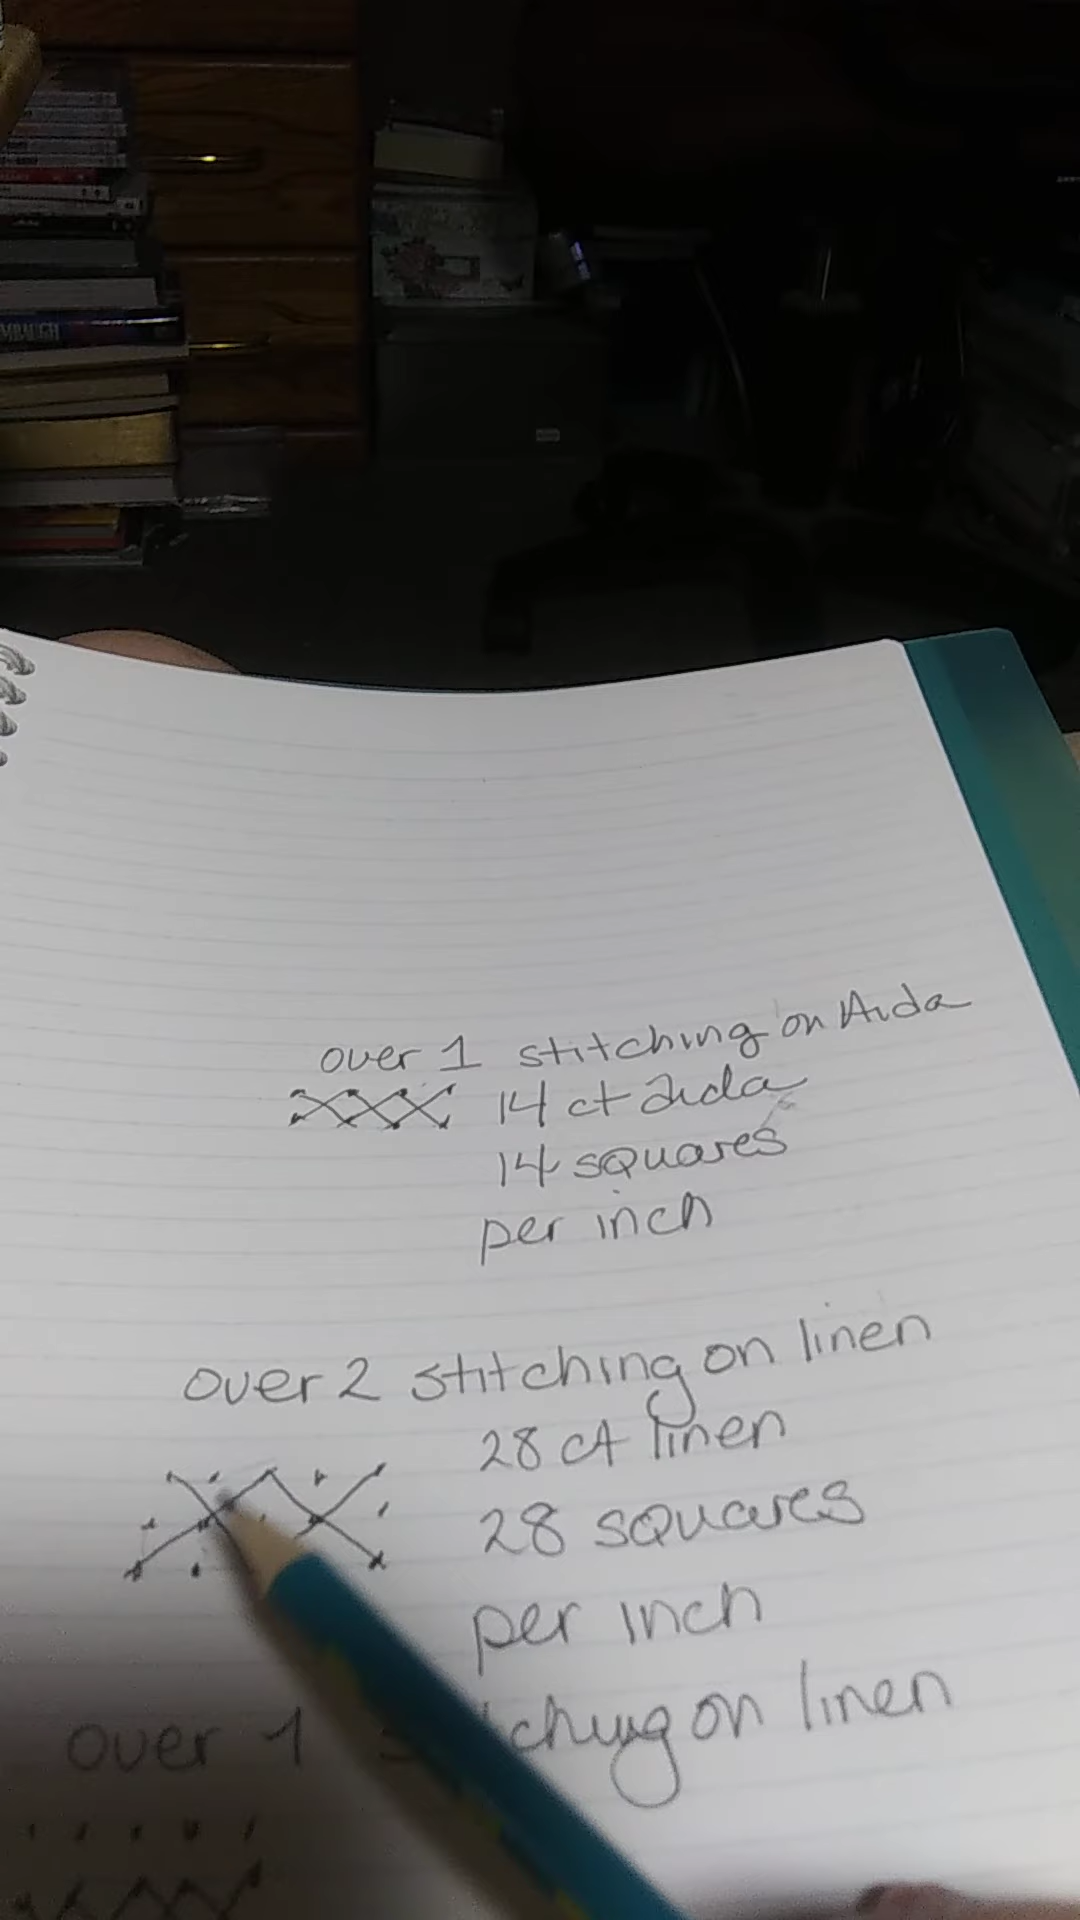 over 1 stitching on Aida
14 ct Aida
14 squares
per inch
over 2 stitching on linen
28 ct linen
28 squares
per inch
over 1 stitching on linen